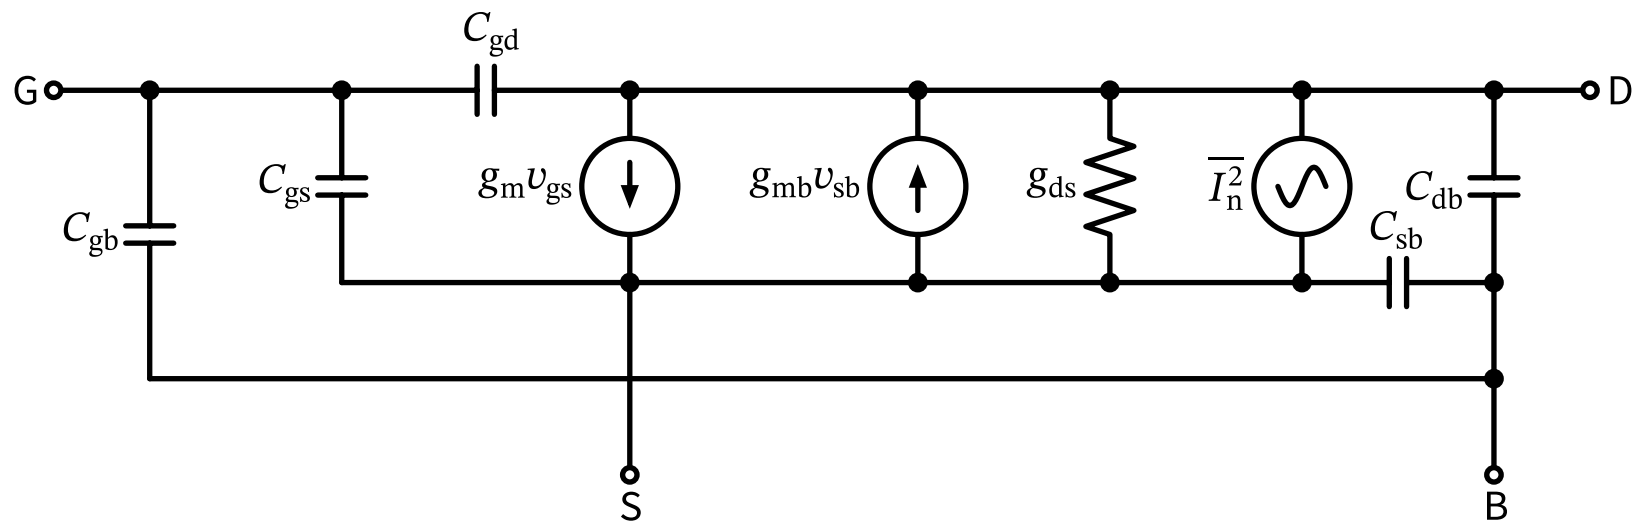 C_gd
G
D
C_gs
g_m v_gs
g_mb v_sb
g_ds
\overline{I_n^2}
C_db
C_gb
C_sb
S
B